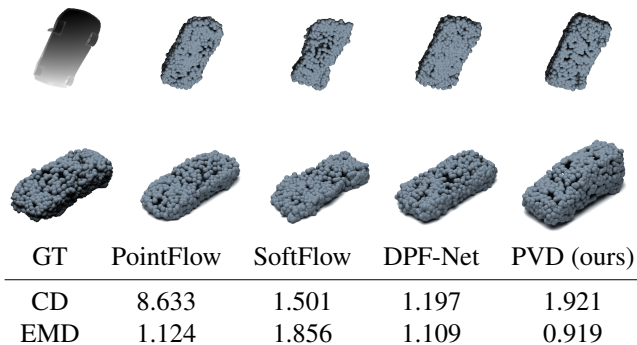 GT PointFlow SoftFlow DPF-Net PVD (ours)
CD 8.633 1.501 1.197 1.921
EMD 1.124 1.856 1.109 0.919